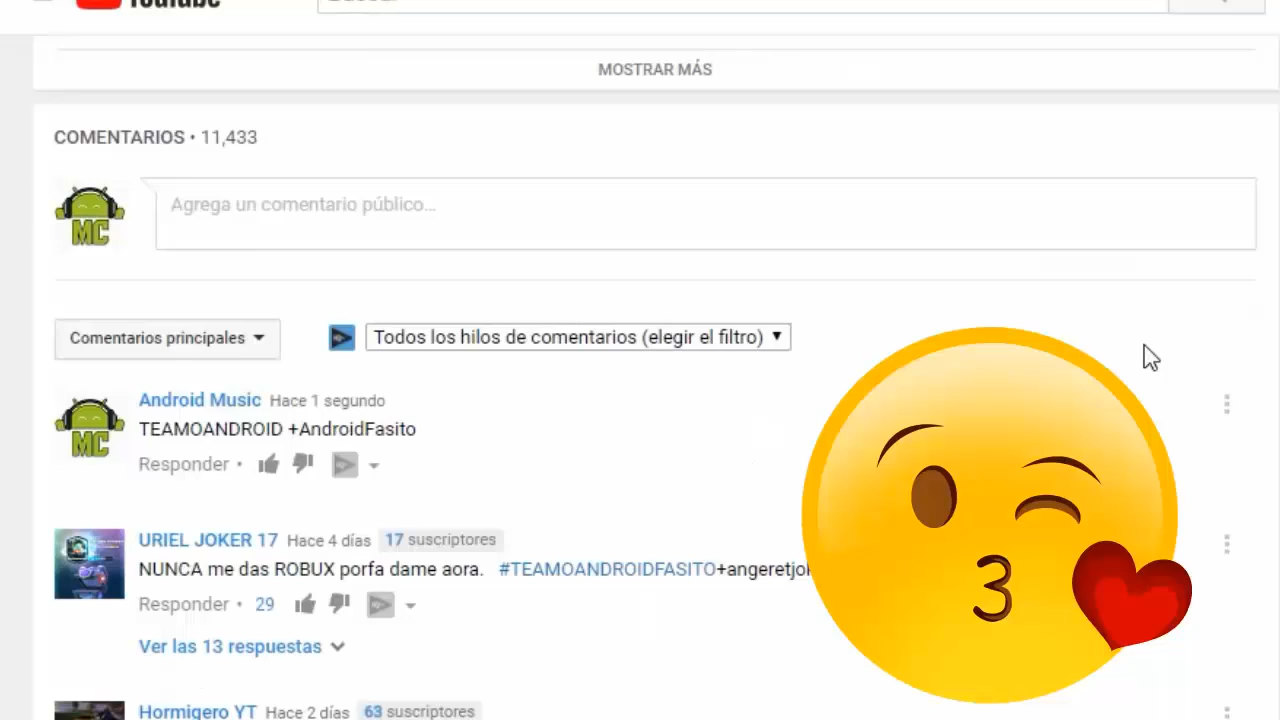 YouTube
MOSTRAR MÁS
COMENTARIOS • 11,433
MC
Agrega un comentario público...
Comentarios principales
Todos los hilos de comentarios (elegir el filtro)
MC
Android Music Hace 1 segundo
TEAMOANDROID +AndroidFasito
Responder •
URIEL JOKER 17 Hace 4 días 17 suscriptores
NUNCA me das ROBUX porfa dame aora. #TEAMOANDROIDFASITO
Responder • 29
Ver las 13 respuestas
Hormigero YT Hace 2 días 63 suscriptores